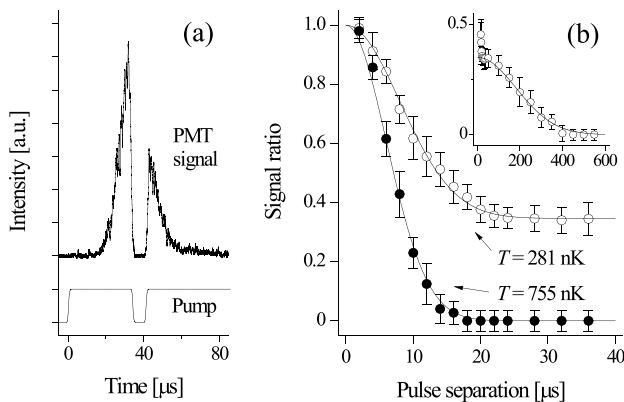 (a)
PMT
signal
Pump
Intensity [a.u.]
0 40 80
Time [μs]
(b)
1.0
0.8
0.6
0.4
0.2
0
Signal ratio
0.5
0
0 200 400 600
T = 281 nK
T = 755 nK
0 10 20 30 40
Pulse separation [μs]